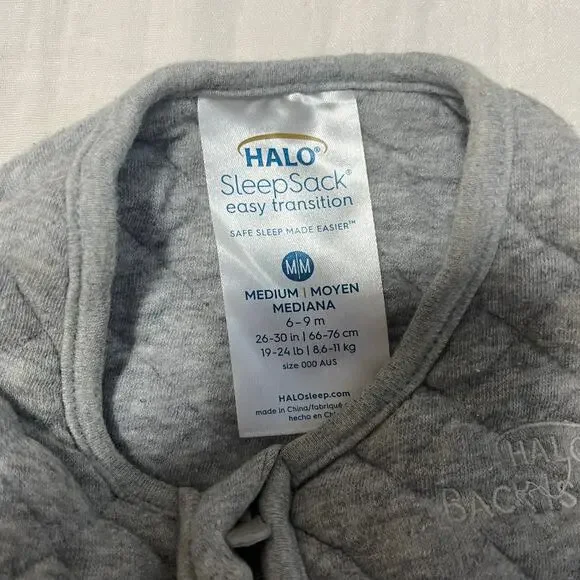 HALO®
SleepSack®
easy transition
SAFE SLEEP MADE EASIER™
M|M
MEDIUM | MOYEN
MEDIANA
6-9 m
26-30 in | 66-76 cm
19-24 lb | 8,6-11 kg
size 000 AUS
HALOsleep.com
made in China/fabriqué
hecho en
HALO
BACK IS